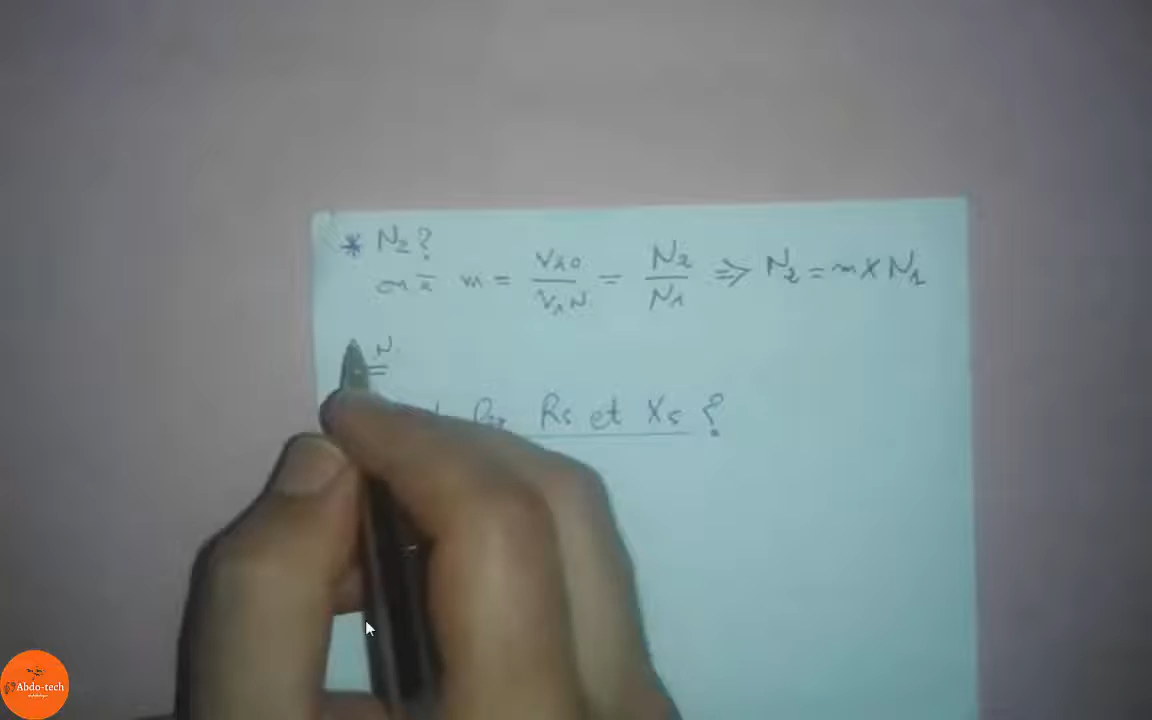 * N2?
on a m = V20 / V1N = N2 / N1 ⇒ N2 = m x N1
N
=
Rs et Xs ?
Abdo-tech